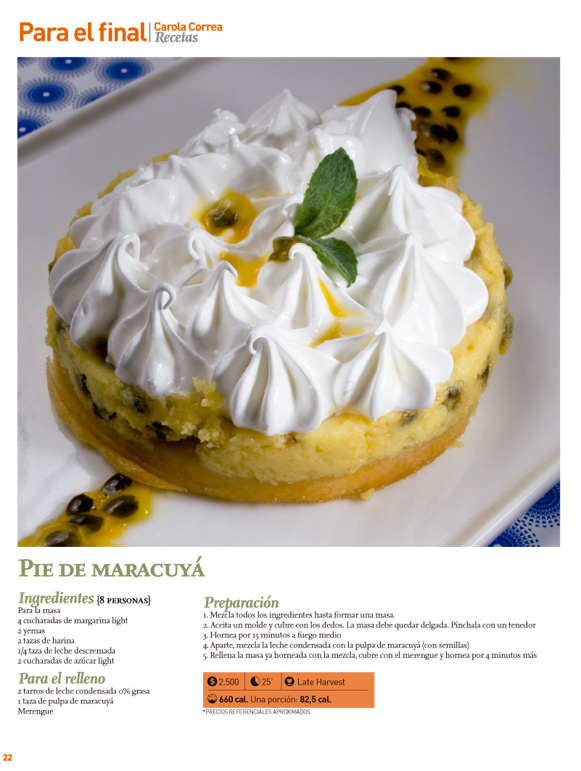 Para el final
Carola Correa
Recetas
PIE DE MARACUYÁ
Ingredientes {8 PERSONAS}
Para la masa
4 cucharadas de margarina light
2 yemas
2 tazas de harina
1/4 taza de leche descremada
2 cucharadas de azúcar light
Para el relleno
2 tarros de leche condensada 0% grasa
1 taza de pulpa de maracuyá
Merengue
Preparación
1. Mezcla todos los ingredientes hasta formar una masa.
2. Aceita un molde y cubre con los dedos. La masa debe quedar delgada. Pínchala con un tenedor
3. Hornea por 15 minutos a fuego medio
4. Aparte, mezcla la leche condensada con la pulpa de maracuyá (con semillas)
5. Rellena la masa ya horneada con la mezcla, cubre con el merengue y hornea por 4 minutos más
$ 2.500 25' Late Harvest
660 cal. Una porción: 82,5 cal.
*PRECIOS REFERENCIALES APROXIMADOS.
22